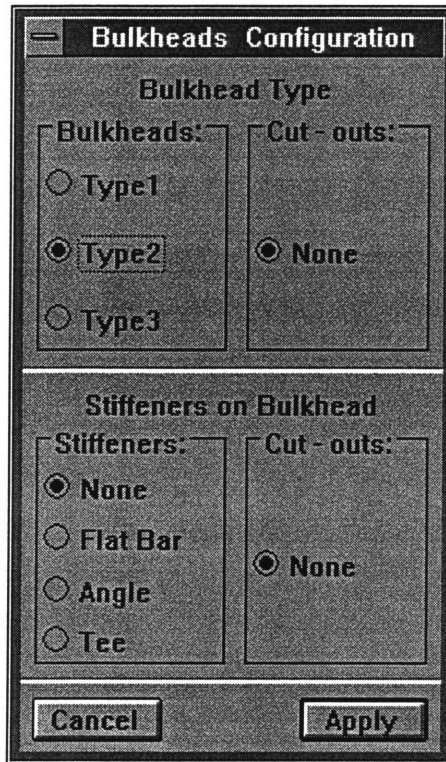 Bulkheads Configuration
Bulkhead Type
Bulkheads:
Type1
Type2
Type3
Cut-outs:
None
Stiffeners on Bulkhead
Stiffeners:
None
Flat Bar
Angle
Tee
Cut-outs:
None
Cancel
Apply